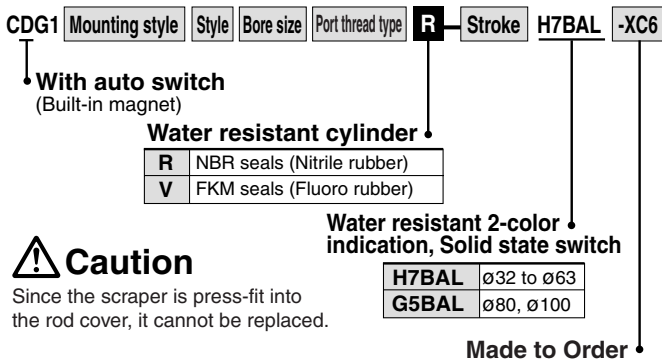 CDG1 Mounting style Style Bore size Port thread type R Stroke H7BAL -XC6
With auto switch
(Built-in magnet)
Water resistant cylinder
R NBR seals (Nitrile rubber)
V FKM seals (Fluoro rubber)
Water resistant 2-color
indication, Solid state switch
H7BAL ø32 to ø63
G5BAL ø80, ø100
Caution
Since the scraper is press-fit into
the rod cover, it cannot be replaced.
Made to Order